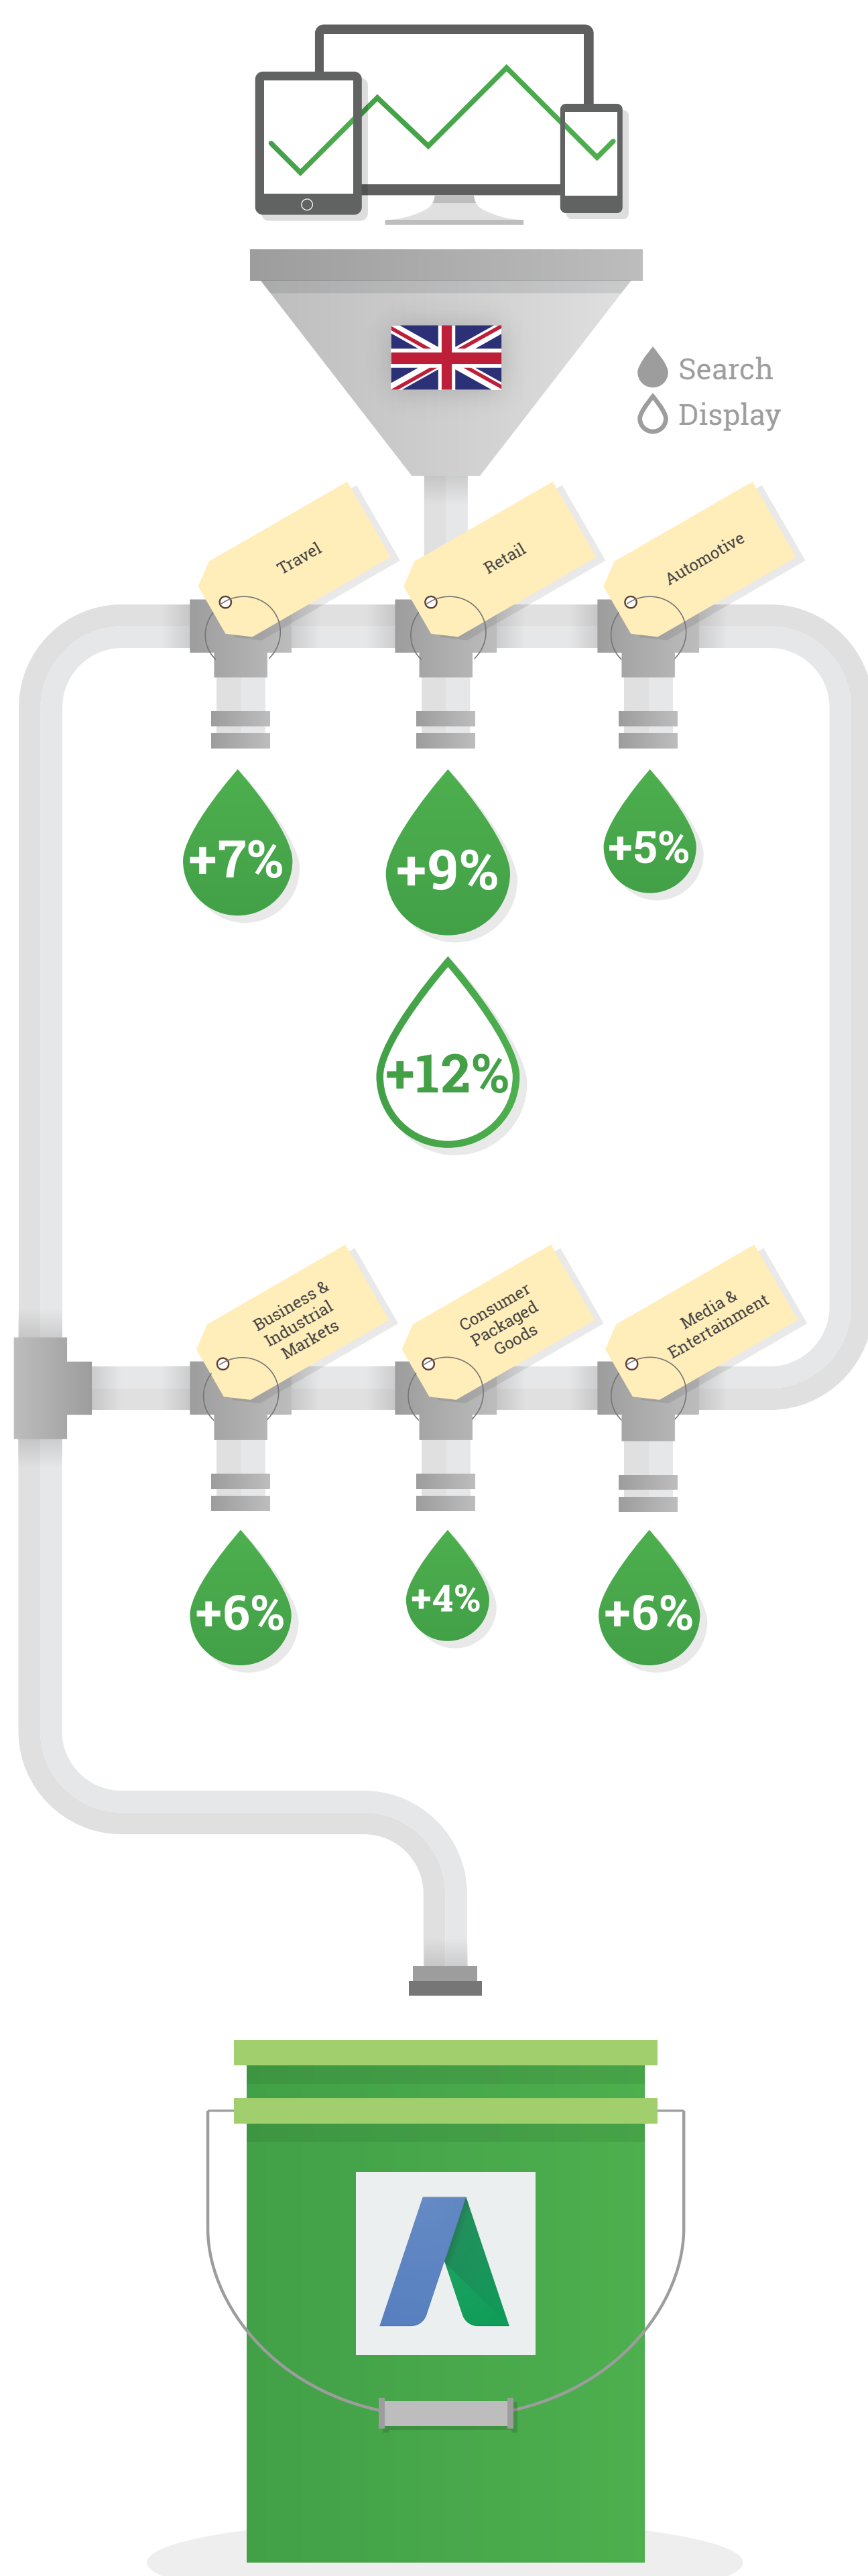 Search
Display
Travel
Retail
Automotive
+7%
+9%
+5%
+12%
Business &
Industrial
Markets
Consumer
Packaged
Goods
Media &
Entertainment
+6%
+4%
+6%